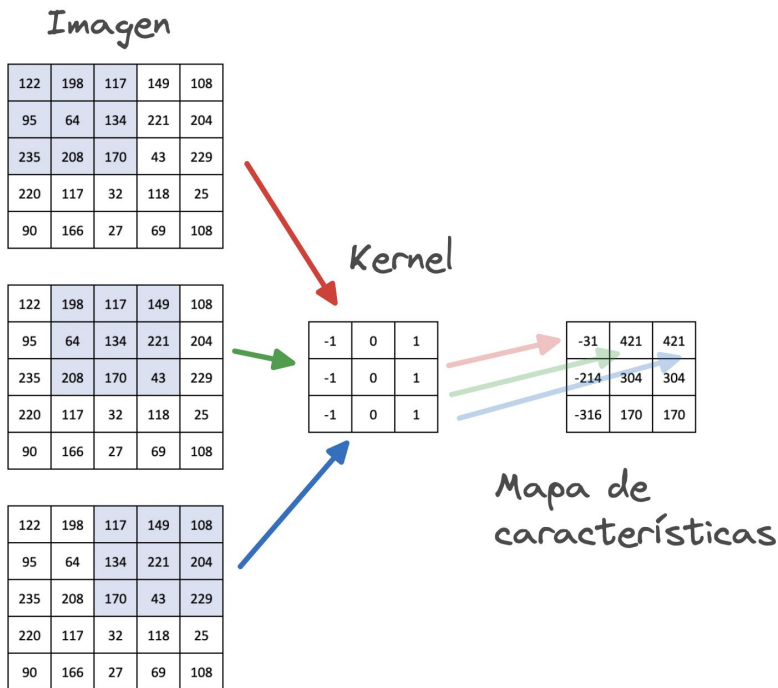 Imagen
122 198 117 149 108
95 64 134 221 204
235 208 170 43 229
220 117 32 118 25
90 166 27 69 108
Kernel
122 198 117 149 108
95 64 134 221 204
235 208 170 43 229
220 117 32 118 25
90 166 27 69 108
-1 0 1
-1 0 1
-1 0 1
-31 421 421
-214 304 304
-316 170 170
Mapa de
características
122 198 117 149 108
95 64 134 221 204
235 208 170 43 229
220 117 32 118 25
90 166 27 69 108